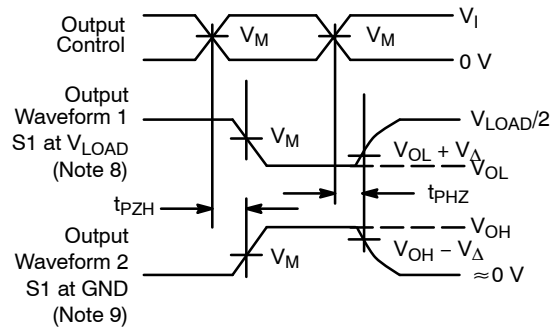 Output
Control
V_M
V_M
V_I
0 V
Output
Waveform 1
S1 at V_LOAD
(Note 8)
V_M
V_LOAD/2
V_OL + V_Δ
V_OL
t_PZH
t_PHZ
Output
Waveform 2
S1 at GND
(Note 9)
V_M
V_OH
V_OH − V_Δ
≈0 V